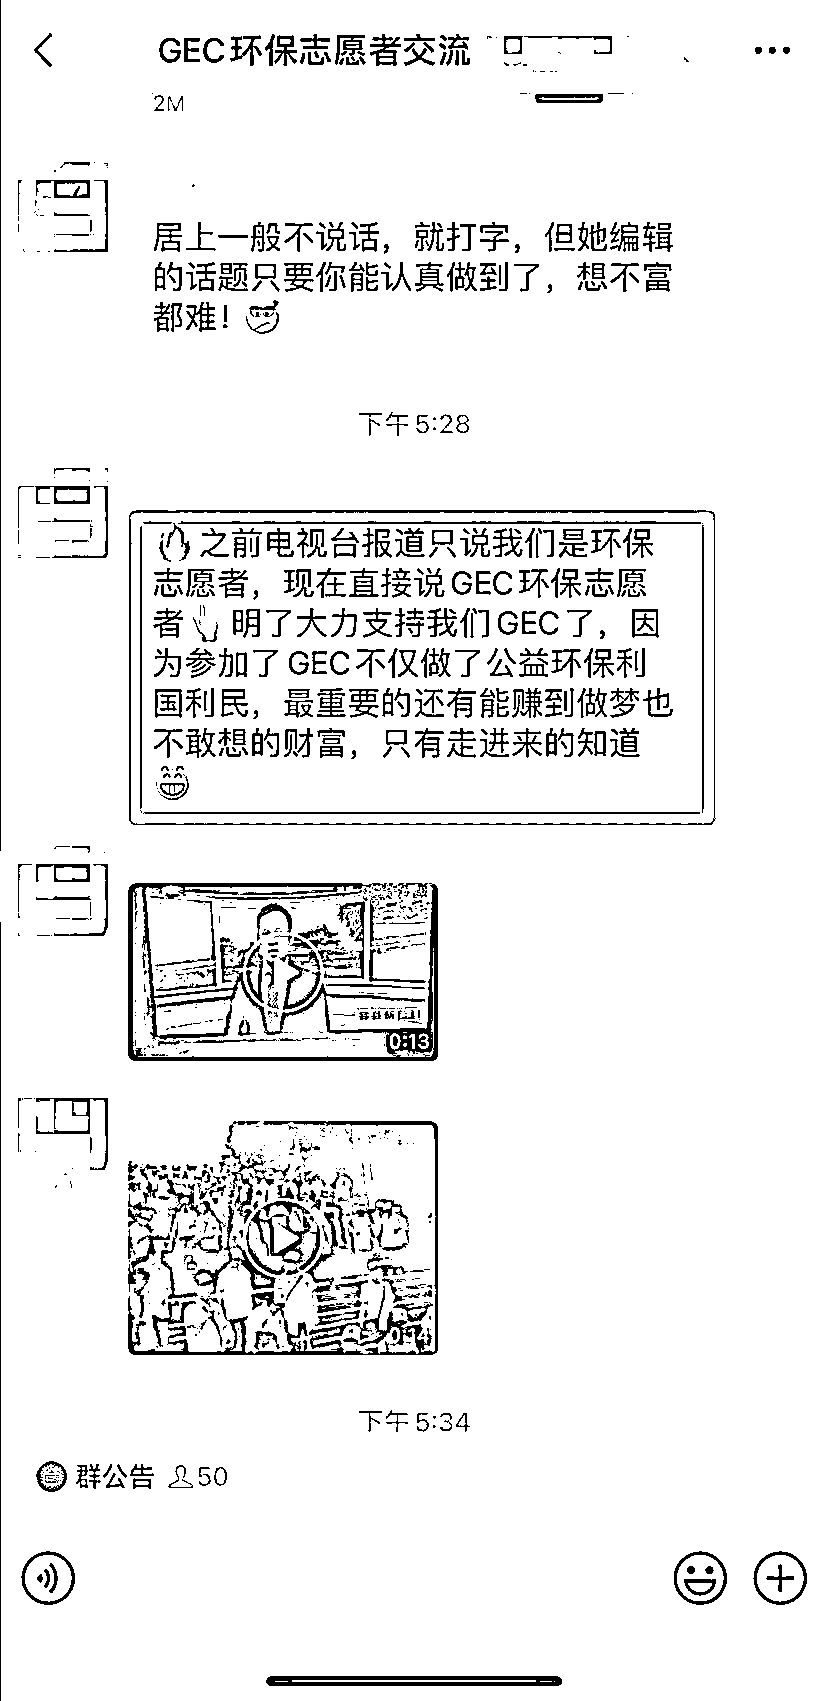 GEC环保志愿者交流
2M
居上一般不说话，就打字，但她编辑
的话题只要你能认真做到了，想不富
都难！
下午5:28
之前电视台报道只说我们是环保
志愿者，现在直接说GEC环保志愿
者 明了大力支持我们GEC了，因
为参加了GEC不仅做了公益环保利
国利民，最重要的还有能赚到做梦也
不敢想的财富，只有走进来的知道
0:13
0:14
下午5:34
群公告 50